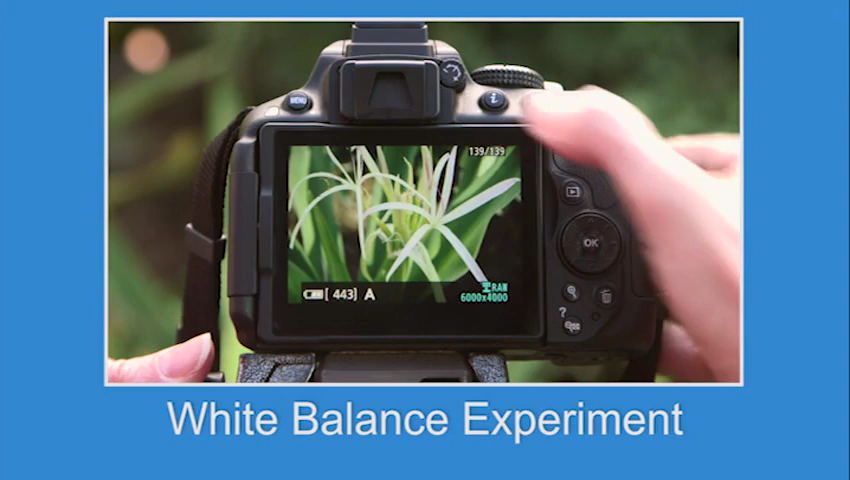 MENU
i
139/139
OK
[ 443] A
RAW
6000x4000
?
White Balance Experiment